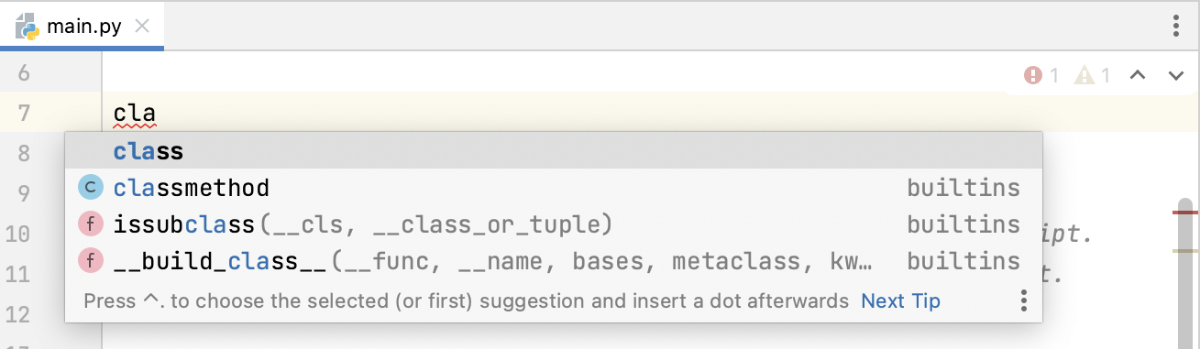 main.py
6
1 1
7 cla
8 class
9 classmethod builtins
10 issubclass(__cls, __class_or_tuple) builtins ipt.
11 __build_class__(__func, __name, bases, metaclass, kw… builtins t.
12 Press ^. to choose the selected (or first) suggestion and insert a dot afterwards Next Tip